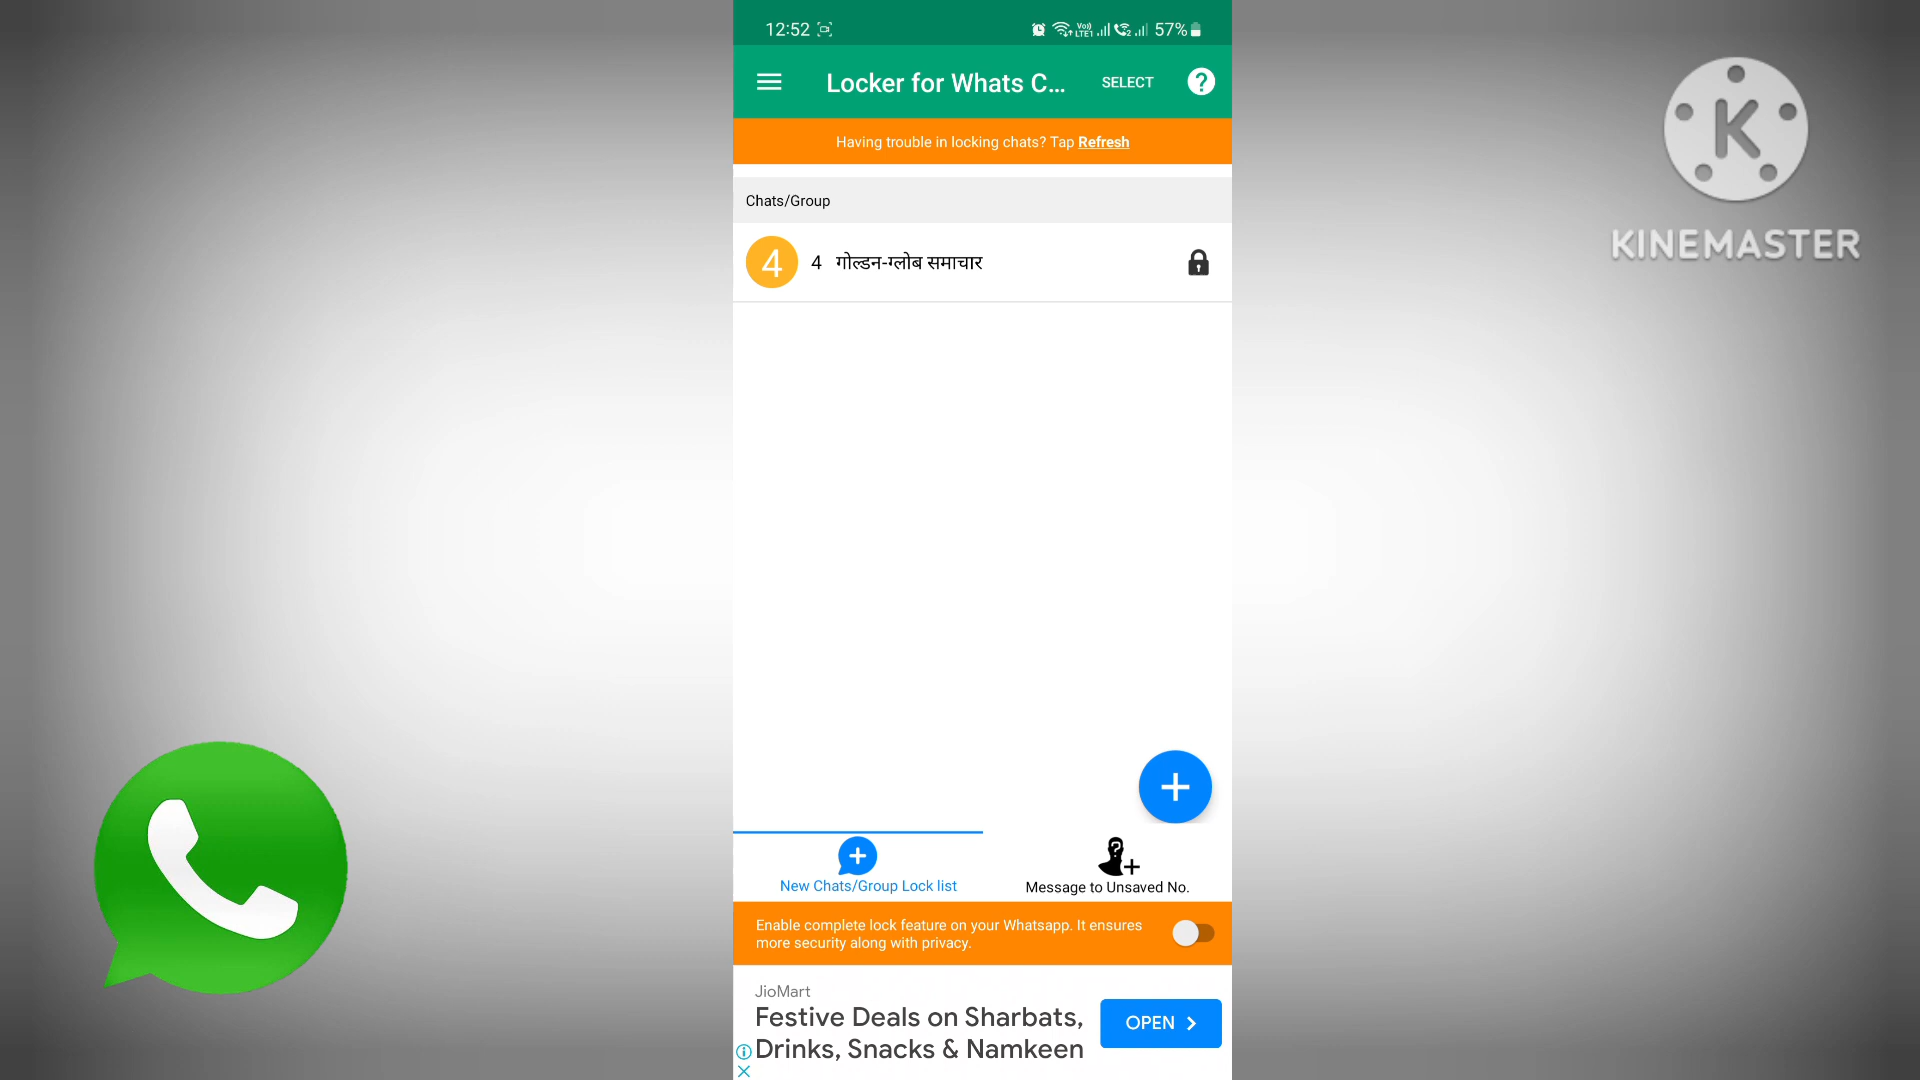 12:52 57%
Locker for Whats C... SELECT
Having trouble in locking chats? Tap Refresh
Chats/Group
4 4 गोल्डन-ग्लोब समाचार
K
KINEMASTER
New Chats/Group Lock list
Message to Unsaved No.
Enable complete lock feature on your Whatsapp. It ensures
more security along with privacy.
JioMart
Festive Deals on Sharbats,
Drinks, Snacks & Namkeen
OPEN